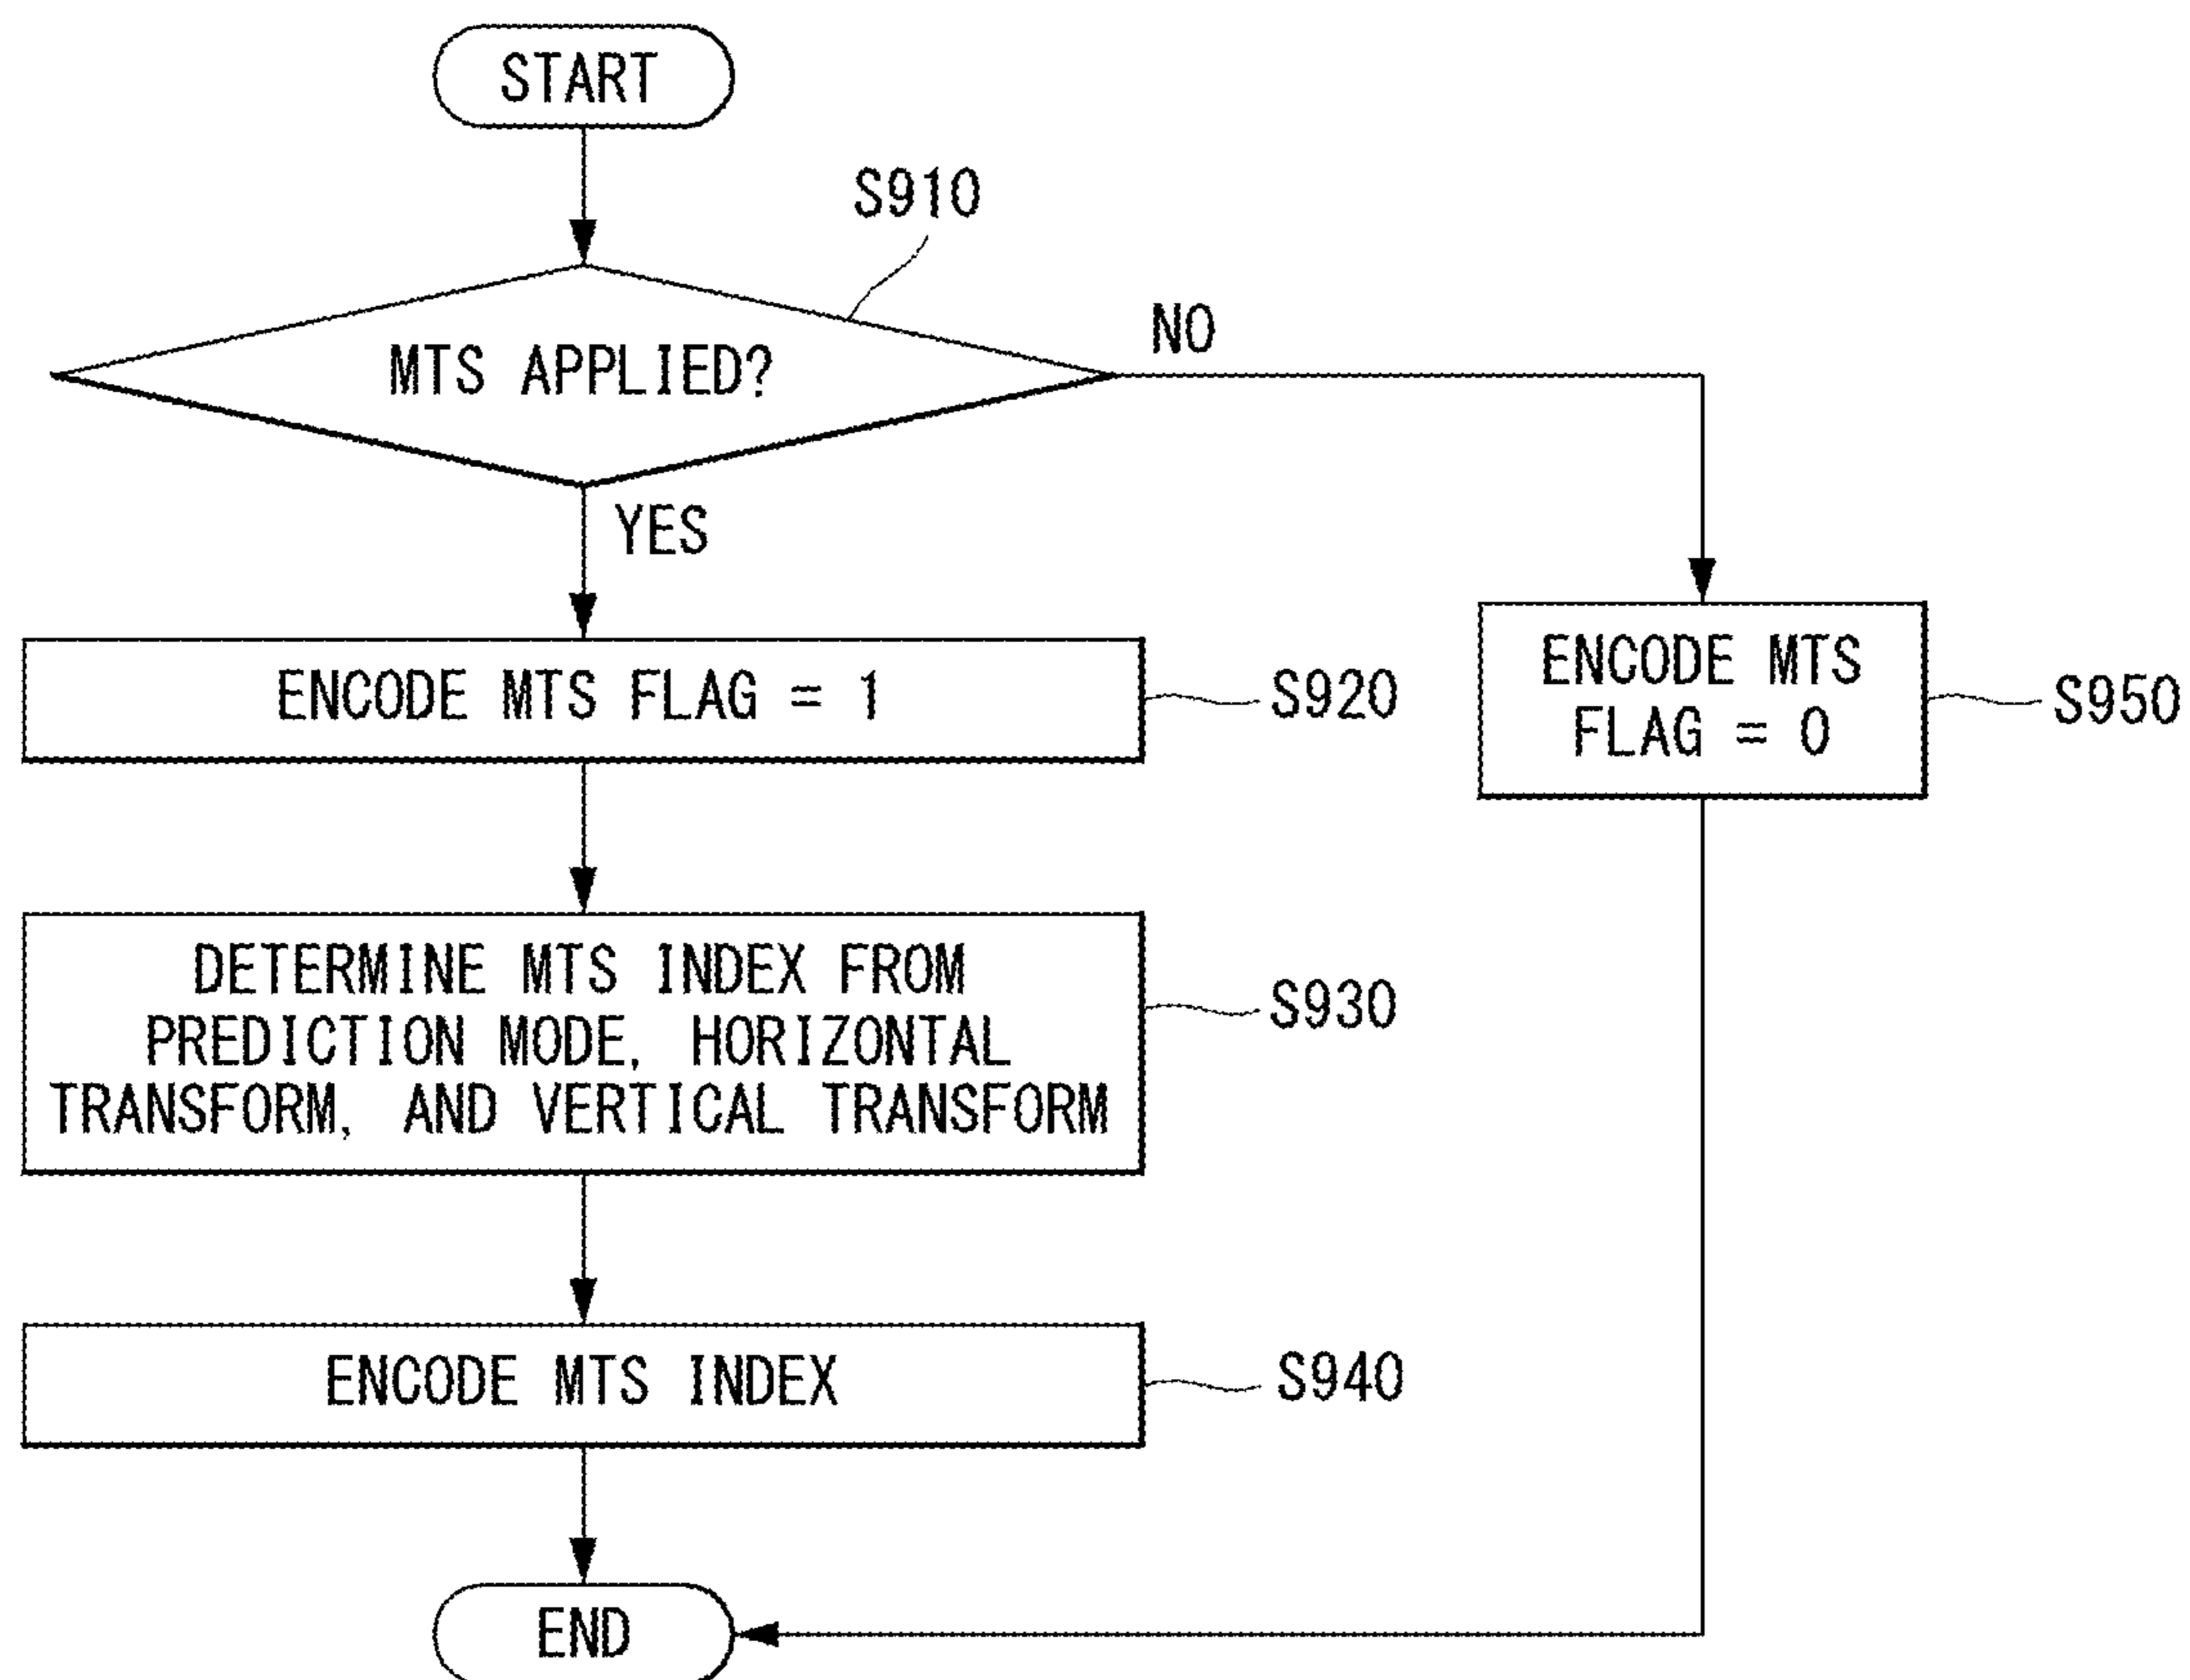 START
S910
MTS APPLIED?
NO
YES
ENCODE MTS FLAG = 1
S920
ENCODE MTS
FLAG = 0
S950
DETERMINE MTS INDEX FROM
PREDICTION MODE, HORIZONTAL
TRANSFORM, AND VERTICAL TRANSFORM
S930
ENCODE MTS INDEX
S940
END